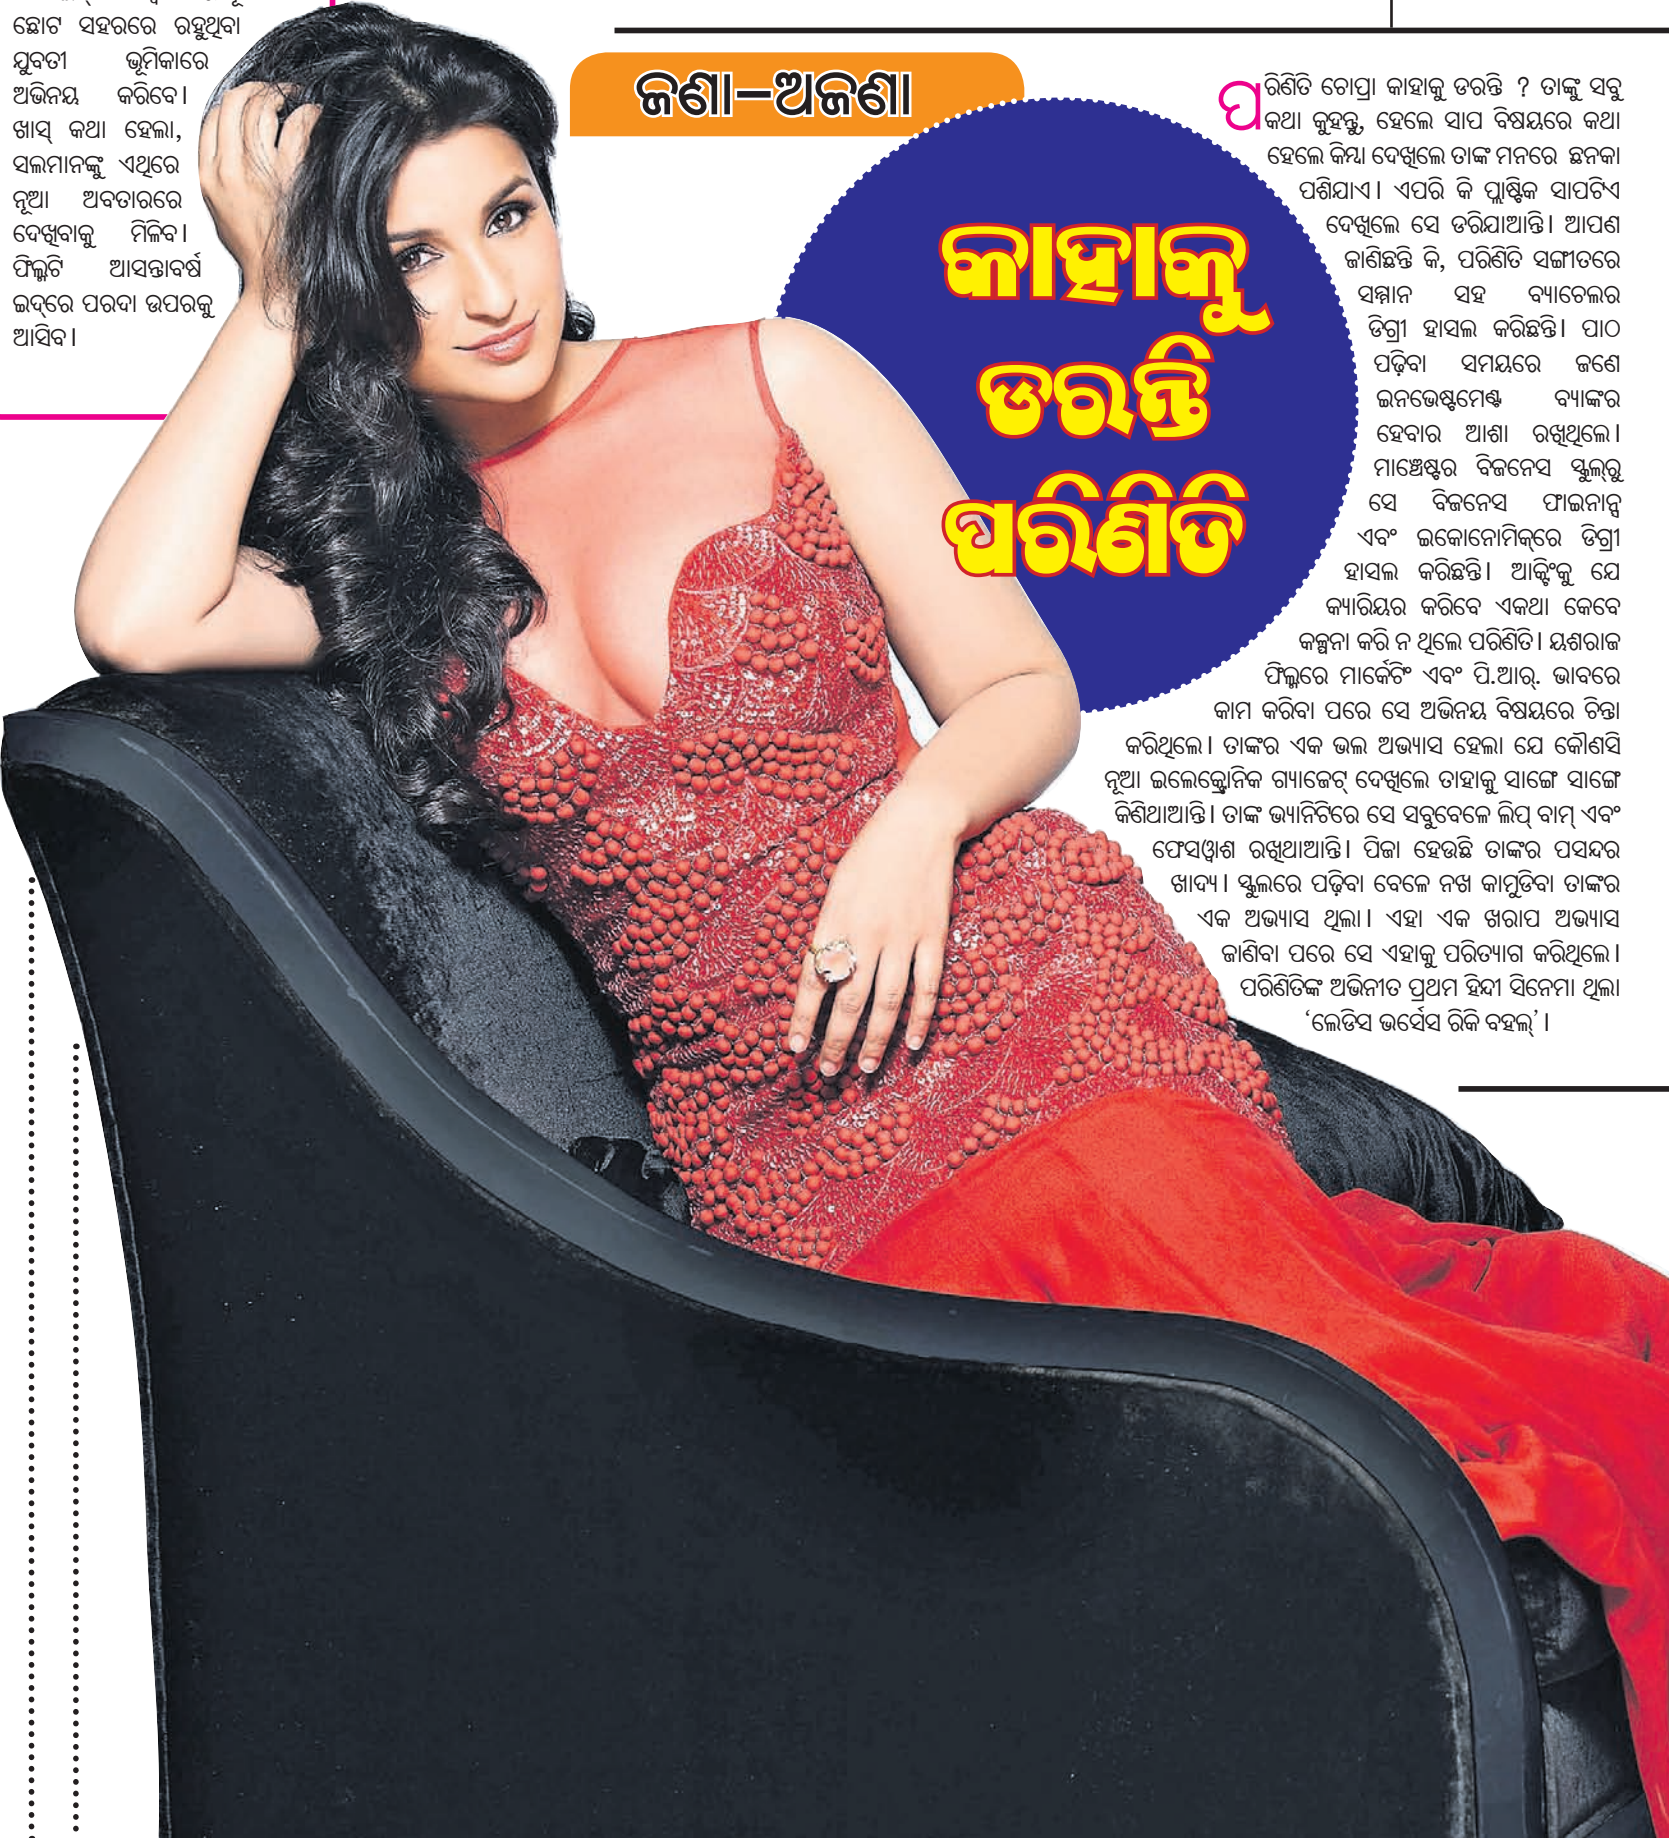 ଛୋଟ ସହରରେ ରହୁଥିବା
ଯୁବତୀ ଭୂମିକାରେ
ଅଭିନୟ କରିବେ।
ଖାସ୍ କଥା ହେଲା,
ସଲମାନଙ୍କୁ ଏଥିରେ
ନୂଆ ଅବତାରରେ
ଦେଖିବାକୁ ମିଳିବ।
ଫିଲ୍ମଟି ଆସନ୍ତାବର୍ଷ
ଇଦ୍‌ରେ ପରଦା ଉପରକୁ
ଆସିବ।
ଜଣା–ଅଜଣା
କାହାକୁ
ଡରନ୍ତି
ପରିଣିତି
ପରିଣିତି ଚୋପ୍ରା କାହାକୁ ଡରନ୍ତି ? ତାଙ୍କୁ ସବୁ
କଥା କୁହନ୍ତୁ, ହେଲେ ସାପ ବିଷୟରେ କଥା
ହେଲେ କିମ୍ବା ଦେଖିଲେ ତାଙ୍କ ମନରେ ଛନକା
ପଶିଯାଏ। ଏପରି କି ପ୍ଲାଷ୍ଟିକ ସାପଟିଏ
ଦେଖିଲେ ସେ ଡରିଯାଆନ୍ତି। ଆପଣ
ଜାଣିଛନ୍ତି କି, ପରିଣିତି ସଙ୍ଗୀତରେ
ସମ୍ମାନ ସହ ବ୍ୟାଚେଲର
ଡିଗ୍ରୀ ହାସଲ କରିଛନ୍ତି। ପାଠ
ପଢ଼ିବା ସମୟରେ ଜଣେ
ଇନଭେଷ୍ଟମେଣ୍ଟ ବ୍ୟାଙ୍କର
ହେବାର ଆଶା ରଖିଥିଲେ।
ମାଞ୍ଚେଷ୍ଟର ବିଜନେସ ସ୍କୁଲ୍‌ରୁ
ସେ ବିଜନେସ ଫାଇନାନ୍ସ
ଏବଂ ଇକୋନୋମିକ୍‌ରେ ଡିଗ୍ରୀ
ହାସଲ କରିଛନ୍ତି। ଆକ୍ଟିଂକୁ ଯେ
କ୍ୟାରିୟର କରିବେ ଏକଥା କେବେ
କଳ୍ପନା କରି ନ ଥିଲେ ପରିଣିତି। ୟଶରାଜ
ଫିଲ୍ମରେ ମାର୍କେଟିଂ ଏବଂ ପି.ଆର୍. ଭାବରେ
କାମ କରିବା ପରେ ସେ ଅଭିନୟ ବିଷୟରେ ଚିନ୍ତା
କରିଥିଲେ। ତାଙ୍କର ଏକ ଭଲ ଅଭ୍ୟାସ ହେଲା ଯେ କୌଣସି
ନୂଆ ଇଲେକ୍ଟ୍ରୋନିକ ଗ୍ୟାଜେଟ୍ ଦେଖିଲେ ତାହାକୁ ସାଙ୍ଗେ ସାଙ୍ଗେ
କିଣିଥାଆନ୍ତି। ତାଙ୍କ ଭ୍ୟାନିଟିରେ ସେ ସବୁବେଳେ ଲିପ୍ ବାମ୍ ଏବଂ
ଫେସୱାଶ ରଖିଥାଆନ୍ତି। ପିଜା ହେଉଛି ତାଙ୍କର ପସନ୍ଦର
ଖାଦ୍ୟ। ସ୍କୁଲରେ ପଢ଼ିବା ବେଳେ ନଖ କାମୁଡିବା ତାଙ୍କର
ଏକ ଅଭ୍ୟାସ ଥିଲା। ଏହା ଏକ ଖରାପ ଅଭ୍ୟାସ
ଜାଣିବା ପରେ ସେ ଏହାକୁ ପରିତ୍ୟାଗ କରିଥିଲେ।
ପରିଣିତିଙ୍କ ଅଭିନୀତ ପ୍ରଥମ ହିନ୍ଦୀ ସିନେମା ଥିଲା
‘ଲେଡିସ ଭର୍ସେସ ରିକି ବହଲ୍’।